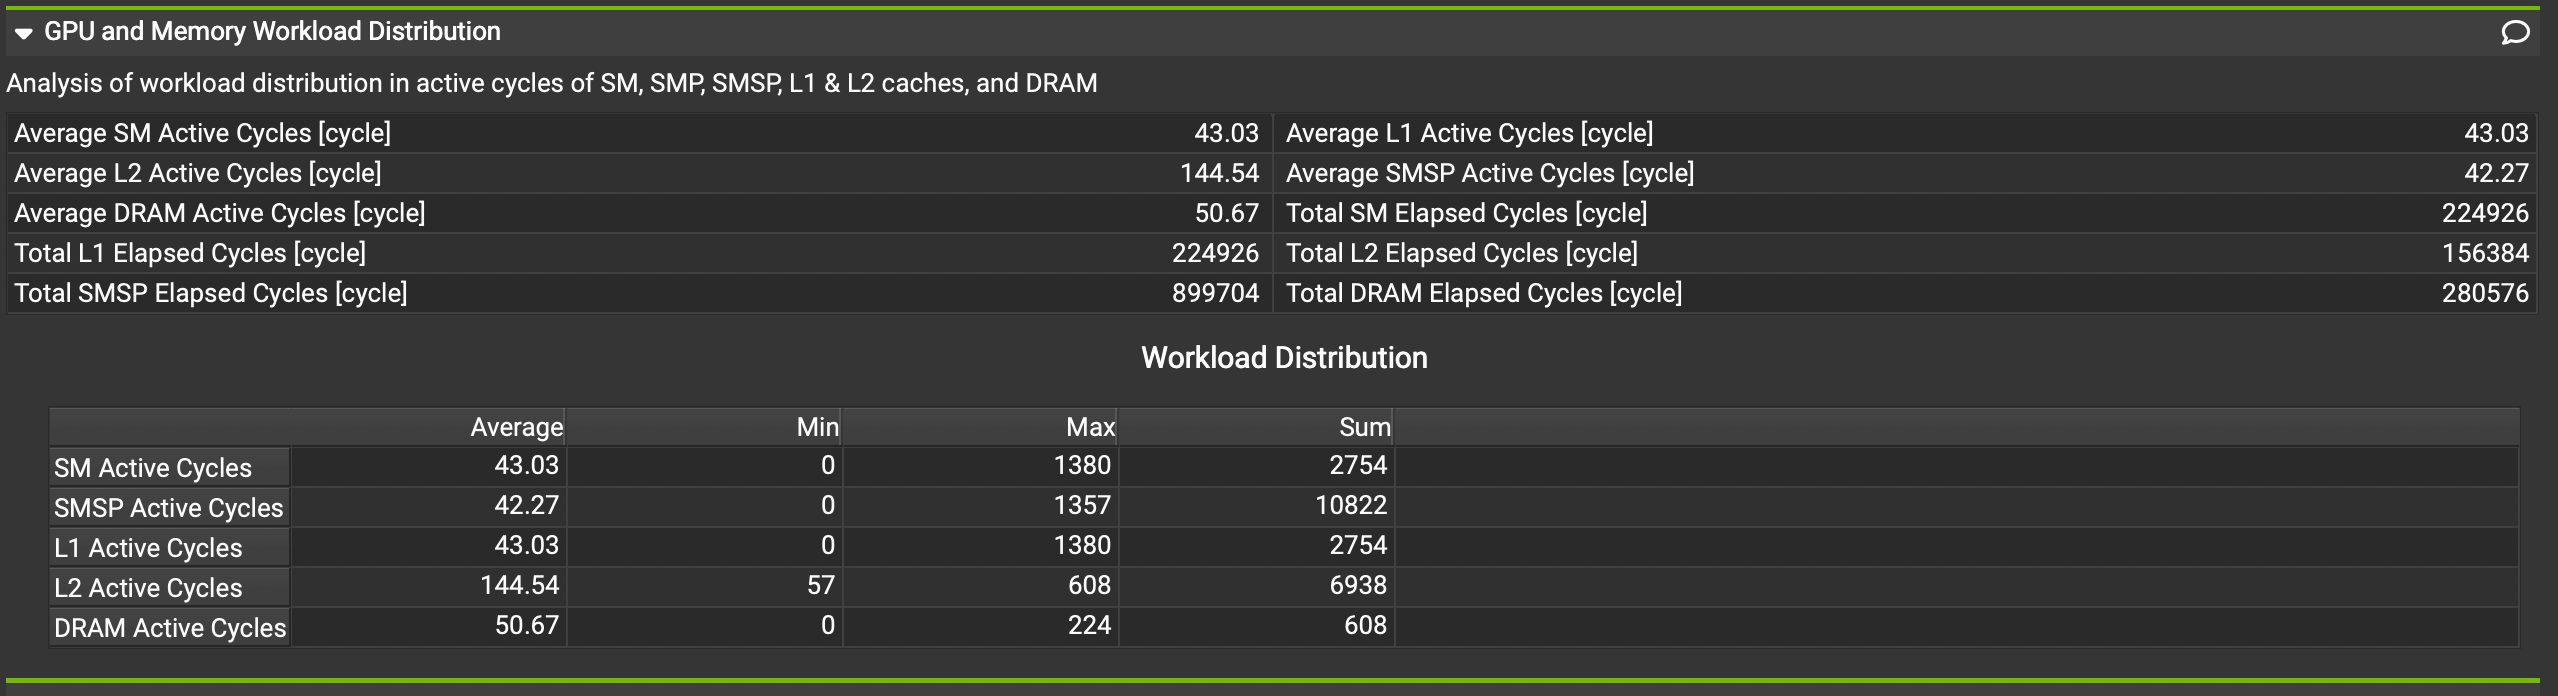 GPU and Memory Workload Distribution
Analysis of workload distribution in active cycles of SM, SMP, SMSP, L1 & L2 caches, and DRAM
Average SM Active Cycles [cycle] 43.03 Average L1 Active Cycles [cycle] 43.03
Average L2 Active Cycles [cycle] 144.54 Average SMSP Active Cycles [cycle] 42.27
Average DRAM Active Cycles [cycle] 50.67 Total SM Elapsed Cycles [cycle] 224926
Total L1 Elapsed Cycles [cycle] 224926 Total L2 Elapsed Cycles [cycle] 156384
Total SMSP Elapsed Cycles [cycle] 899704 Total DRAM Elapsed Cycles [cycle] 280576
Workload Distribution
Average Min Max Sum
SM Active Cycles 43.03 0 1380 2754
SMSP Active Cycles 42.27 0 1357 10822
L1 Active Cycles 43.03 0 1380 2754
L2 Active Cycles 144.54 57 608 6938
DRAM Active Cycles 50.67 0 224 608